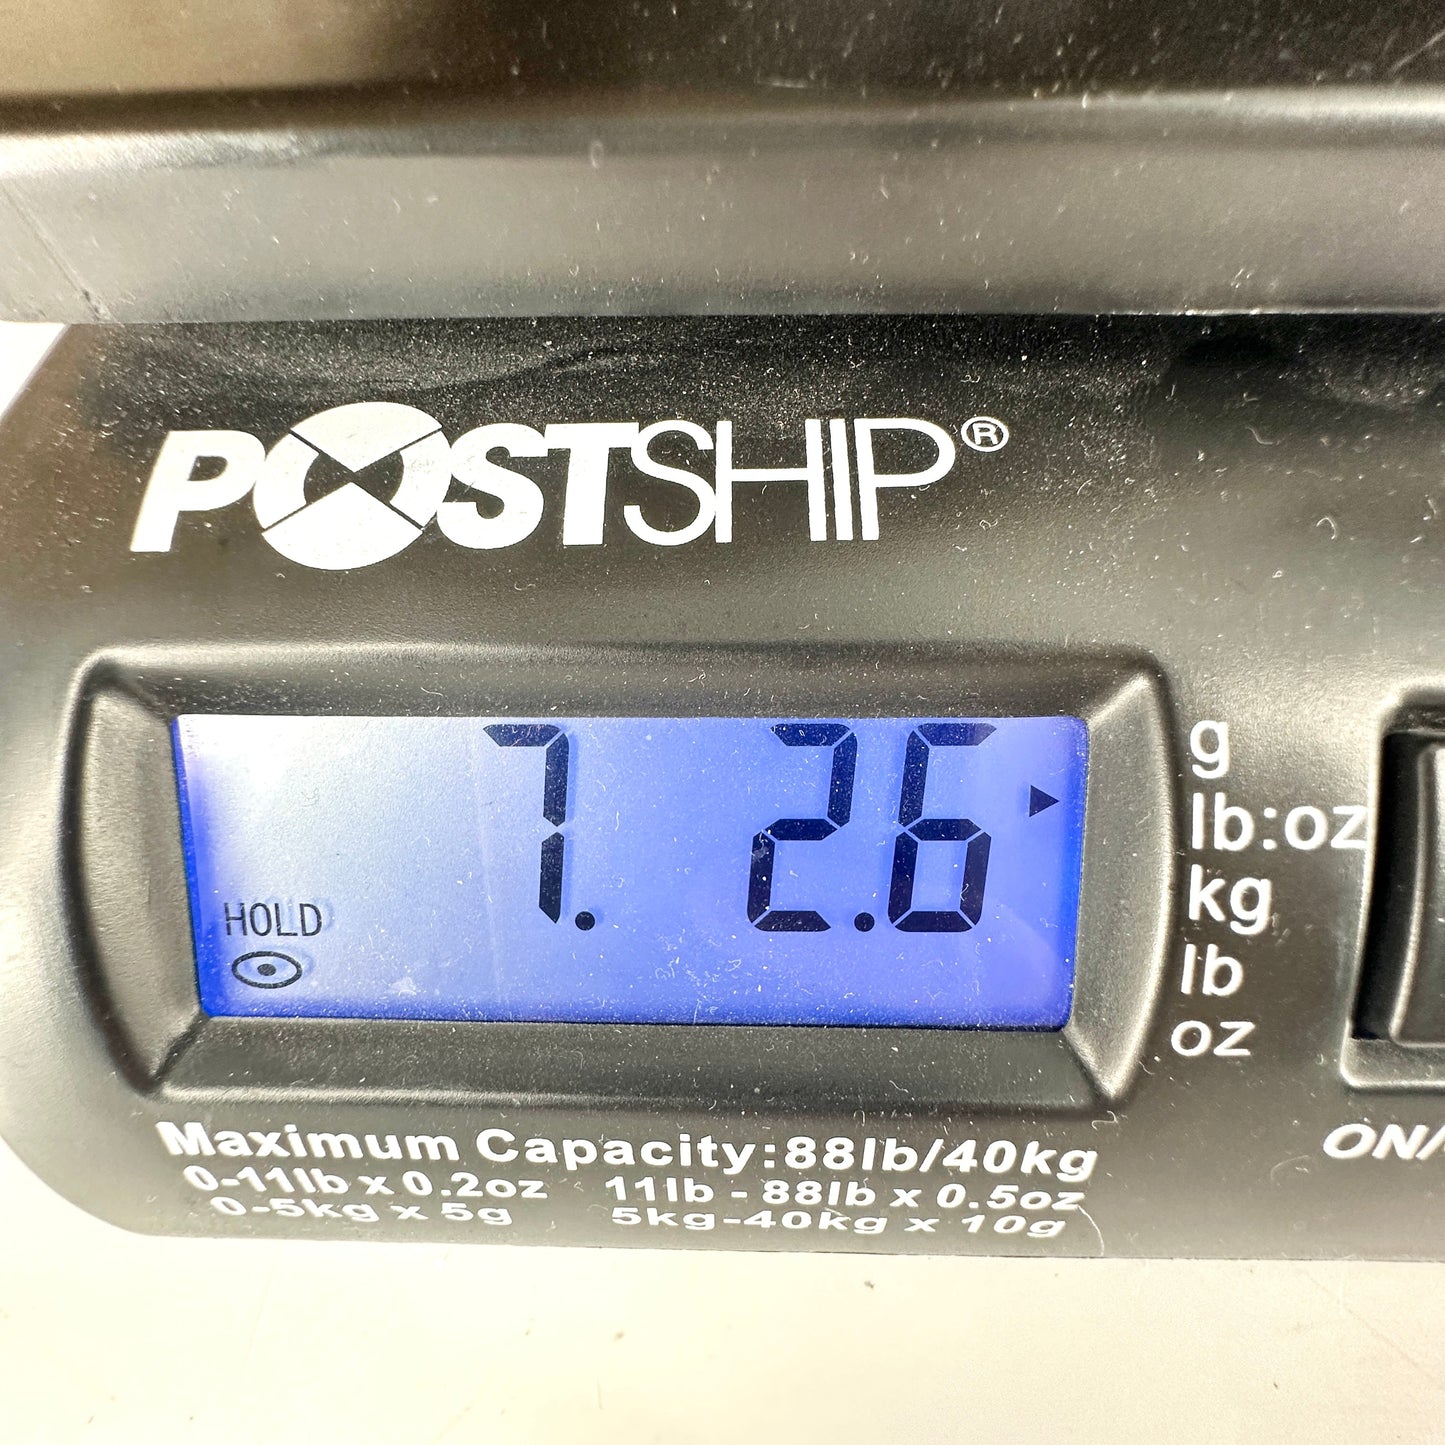 POSTSHIP®
7. 2.6
HOLD
g
lb:oz
kg
lb
oz
ON/
Maximum Capacity:88lb/40kg
0-11lb x 0.2oz 11lb - 88lb x 0.5oz
0-5kg x 5g 5kg-40kg x 10g